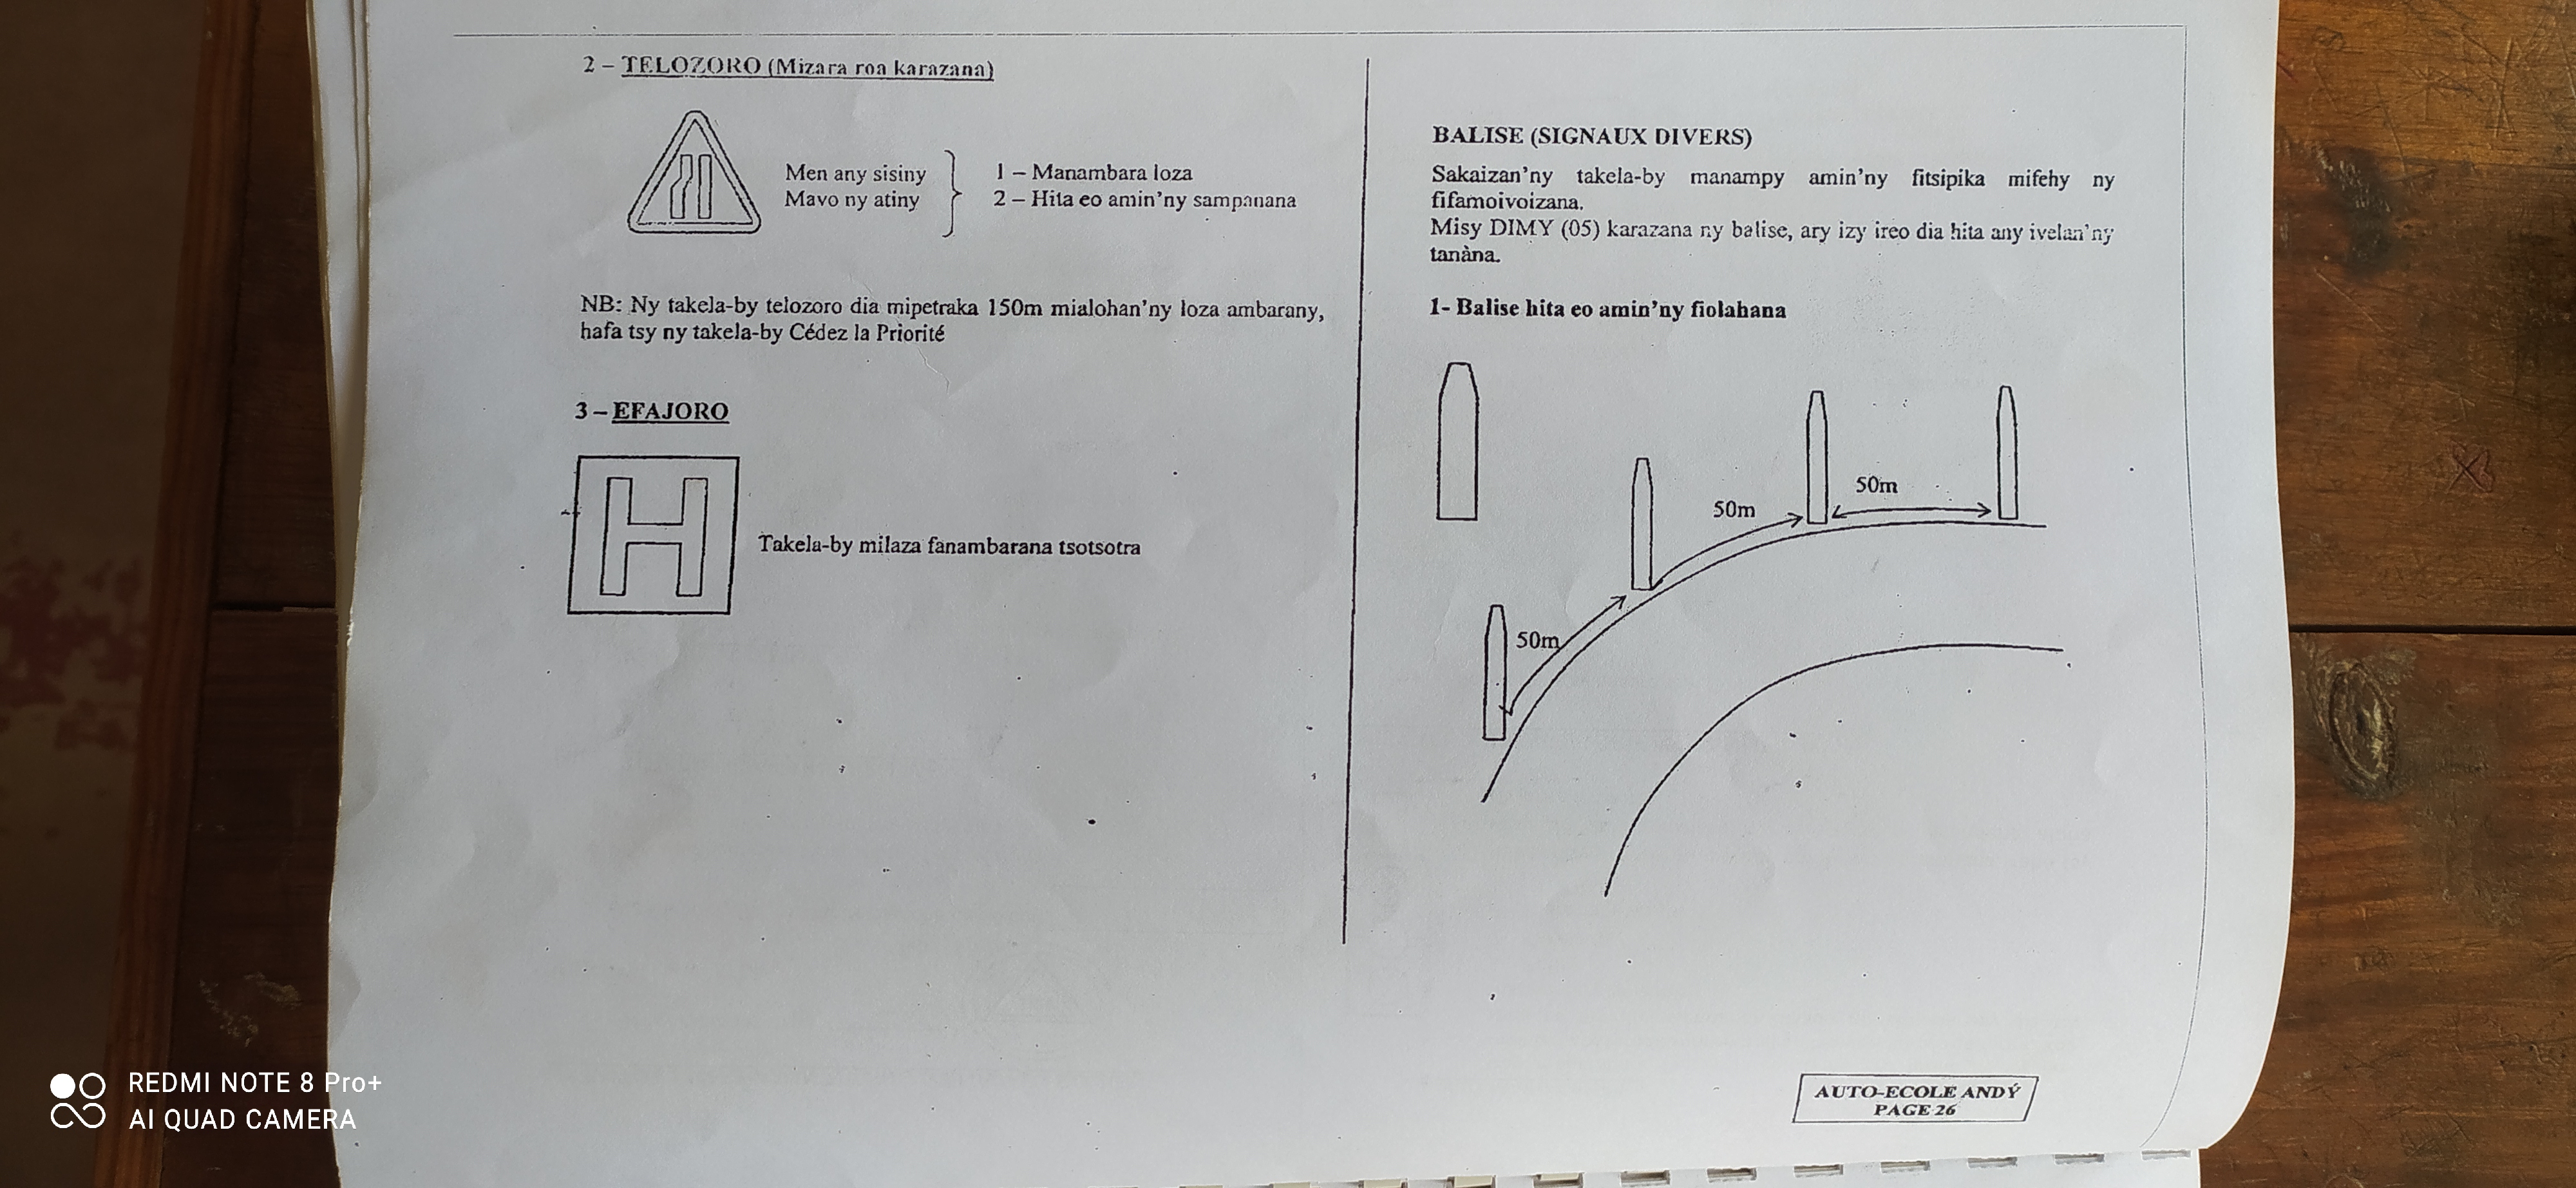 2 – TELOZORO (Mizara roa karazana)
Men any sisiny
Mavo ny atiny
1 – Manambara loza
2 – Hita eo amin'ny sampanana
NB: Ny takela-by telozoro dia mipetraka 150m mialohan'ny loza ambarany,
hafa tsy ny takela-by Cédez la Priorité
3 – EFAJORO
H
Takela-by milaza fanambarana tsotsotra
BALISE (SIGNAUX DIVERS)
Sakaizan'ny takela-by manampy amin'ny fitsipika mifehy ny
fifamoivoizana.
Misy DIMY (05) karazana ny balise, ary izy ireo dia hita any ivelan'ny
tanàna.
1- Balise hita eo amin'ny fiolahana
50m
50m
50m
AUTO-ECOLE ANDÝ
PAGE 26
REDMI NOTE 8 Pro+
AI QUAD CAMERA